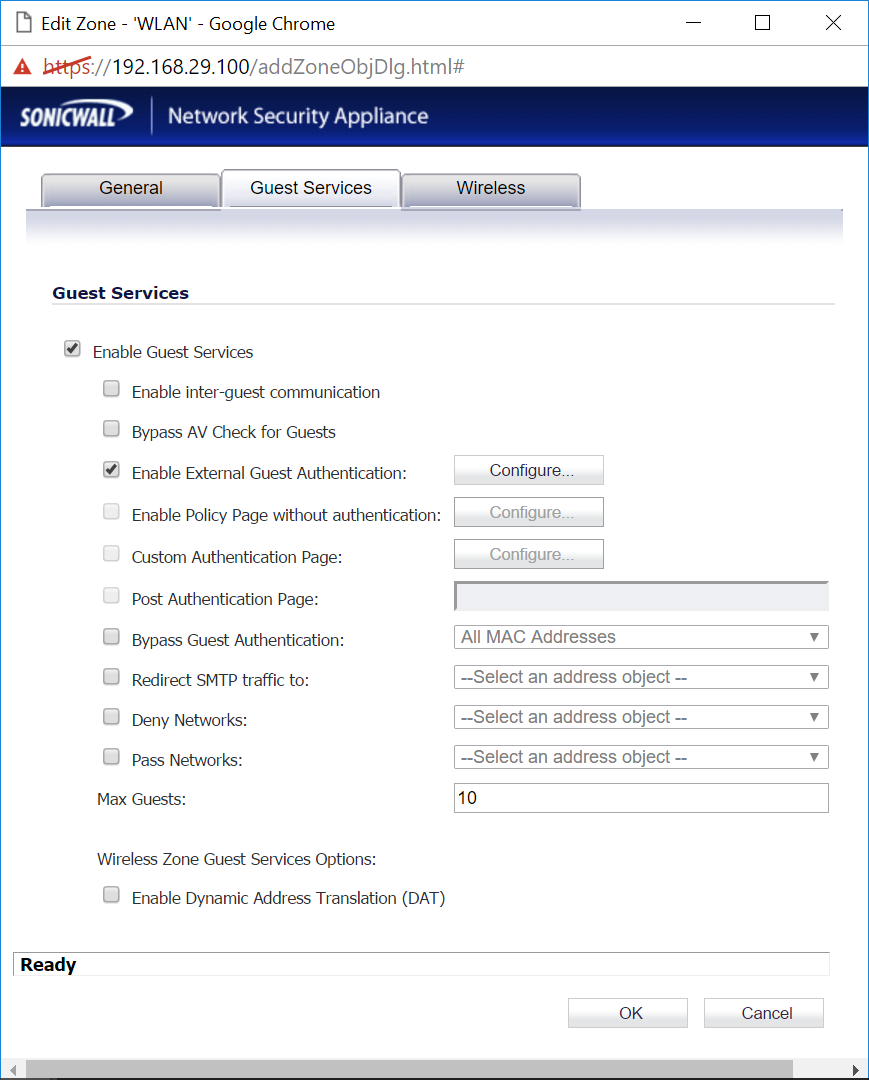 Edit Zone - 'WLAN' - Google Chrome
https://192.168.29.100/addZoneObjDlg.html#
SONICWALL Network Security Appliance
General Guest Services Wireless
Guest Services
Enable Guest Services
Enable inter-guest communication
Bypass AV Check for Guests
Enable External Guest Authentication: Configure...
Enable Policy Page without authentication: Configure...
Custom Authentication Page: Configure...
Post Authentication Page:
Bypass Guest Authentication: All MAC Addresses
Redirect SMTP traffic to: --Select an address object --
Deny Networks: --Select an address object --
Pass Networks: --Select an address object --
Max Guests: 10
Wireless Zone Guest Services Options:
Enable Dynamic Address Translation (DAT)
Ready
OK Cancel